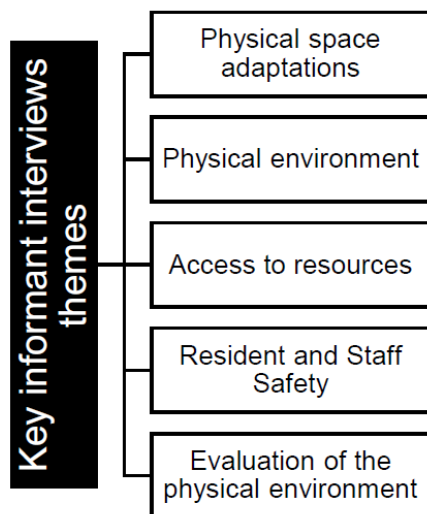 Key informant interviews
themes
Physical space
adaptations
Physical environment
Access to resources
Resident and Staff
Safety
Evaluation of the
physical environment